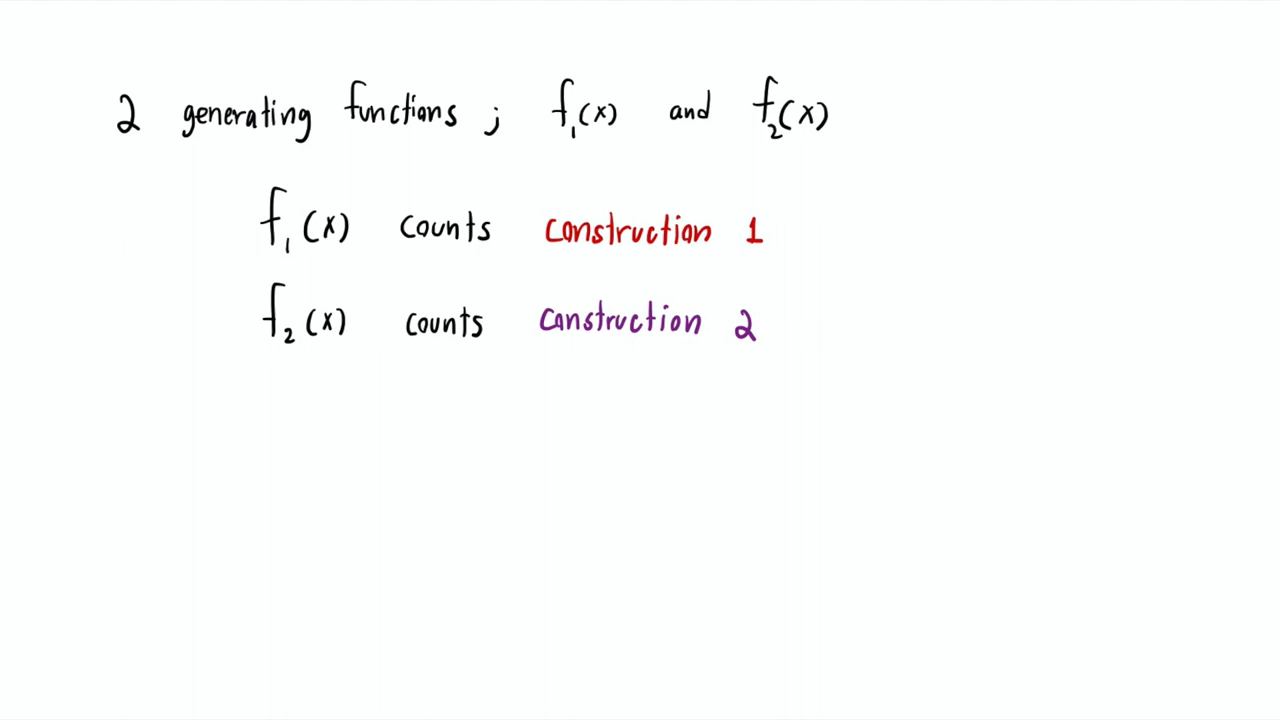 2 generating functions ; f₁(x) and f₂(x)
f₁(x) counts construction 1
f₂(x) counts construction 2